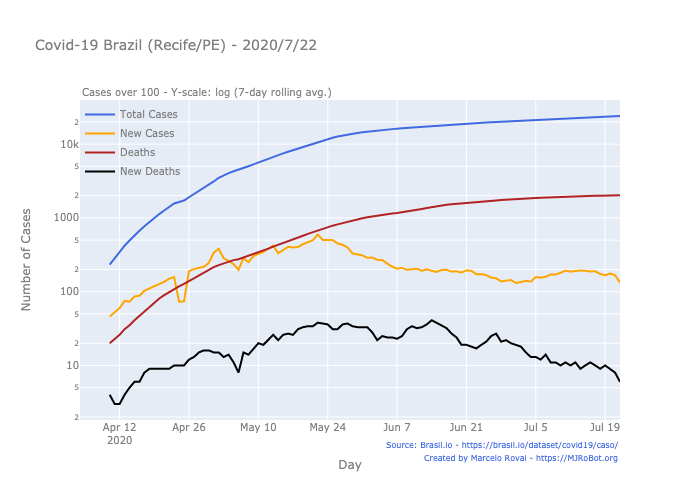 Covid-19 Brazil (Recife/PE) - 2020/7/22
Cases over 100 - Y-scale: log (7-day rolling avg.)
Total Cases
New Cases
Deaths
New Deaths
Number of Cases
2
10k
5
2
1000
5
2
100
5
2
10
5
2
Apr 12 Apr 26 May 10 May 24 Jun 7 Jun 21 Jul 5 Jul 19
2020
Day
Source: Brasil.io - https://brasil.io/dataset/covid19/caso/
Created by Marcelo Rovai - https://MJRoBot.org